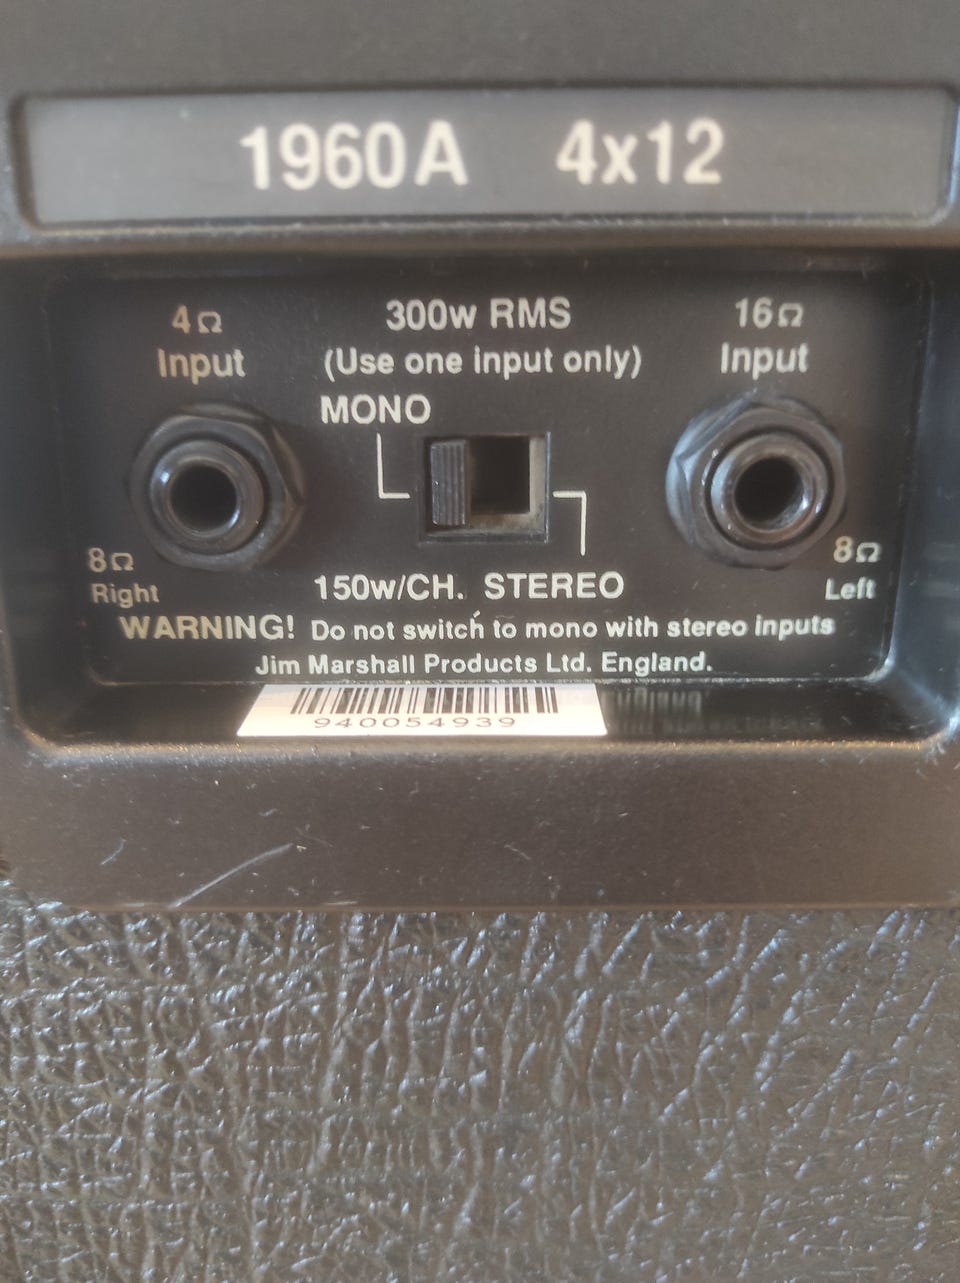 1960A 4x12
4Ω 300w RMS 16Ω
Input (Use one input only) Input
MONO
8Ω 8Ω
Right 150w/CH. STEREO Left
WARNING! Do not switch to mono with stereo inputs
Jim Marshall Products Ltd. England.
940054939